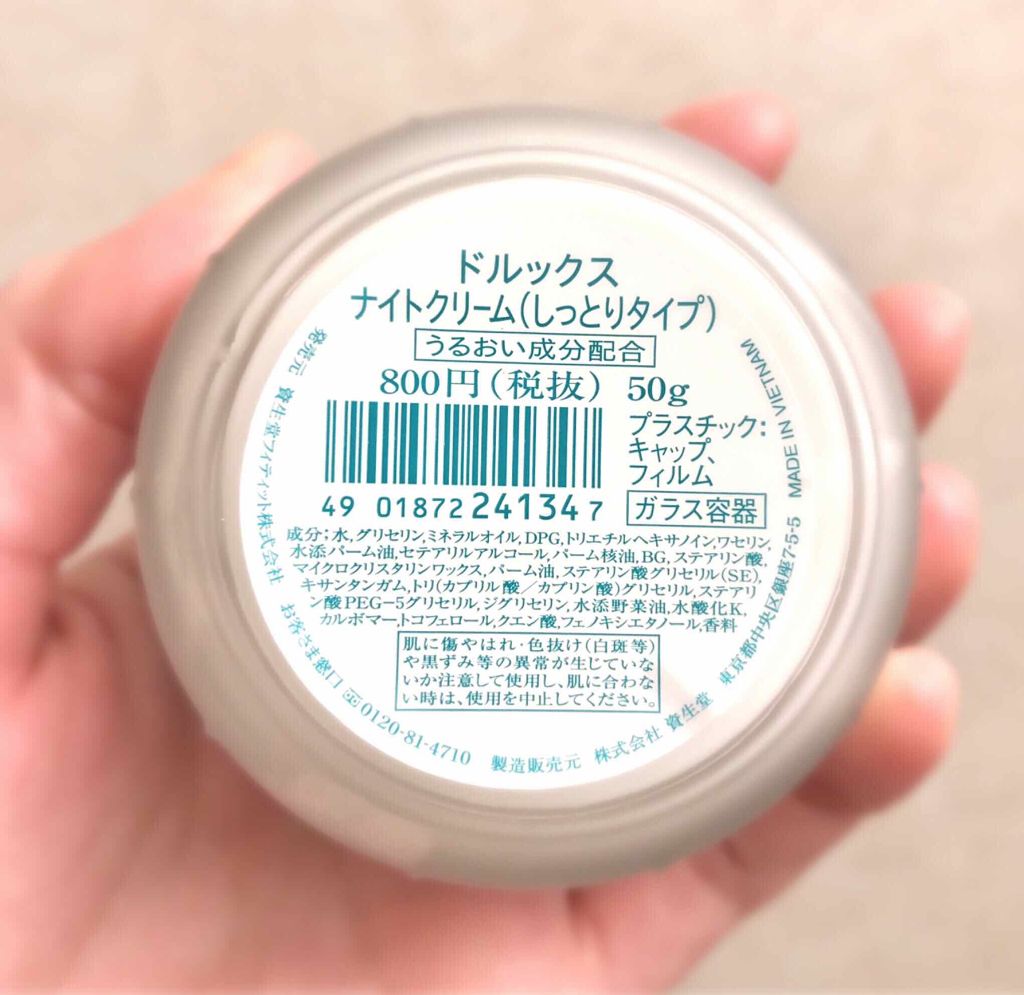 ドルックス
ナイトクリーム(しっとりタイプ)
うるおい成分配合
800円(税抜) 50g
プラスチック:
キャップ、
フィルム
ガラス容器
49 01872 24134 7
成分;水,グリセリン,ミネラルオイル,DPG,トリエチルヘキサノイン,ワセリン,
水添パーム油,セテアリルアルコール,パーム核油,BG,ステアリン酸,
マイクロクリスタリンワックス,パーム油,ステアリン酸グリセリル(SE),
キサンタンガム,トリ(カプリル酸/カプリン酸)グリセリル,ステアリ
ン酸PEG-5グリセリル,ジグリセリン,水添野菜油,水酸化K,
カルボマー,トコフェロール,クエン酸,フェノキシエタノール,香料
肌に傷やはれ・色抜け(白斑等)
や黒ずみ等の異常が生じていな
いか注意して使用し、肌に合わな
い時は、使用を中止してください。
発売元 資生堂フィティット株式会社 お客さま窓口 0120-81-4710
製造販売元 株式会社 資生堂 東京都中央区銀座7-5-5 MADE IN VIETNAM